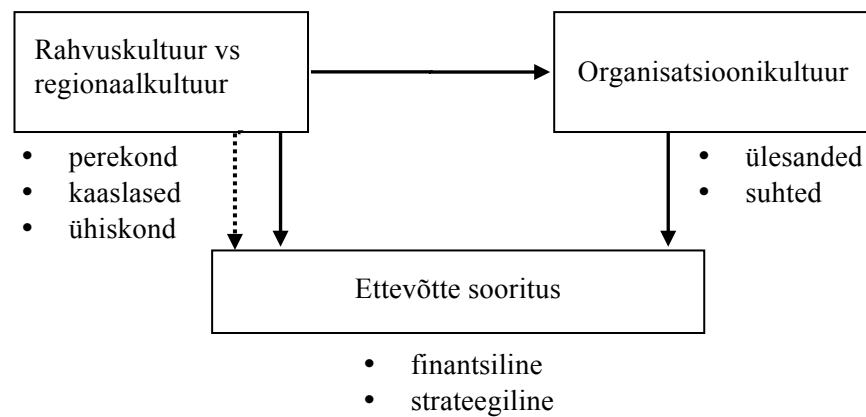 Rahvuskultuur vs
regionaalkultuur
Organisatsioonikultuur
• perekond
• kaaslased
• ühiskond
• ülesanded
• suhted
Ettevõtte sooritus
• finantsiline
• strateegiline